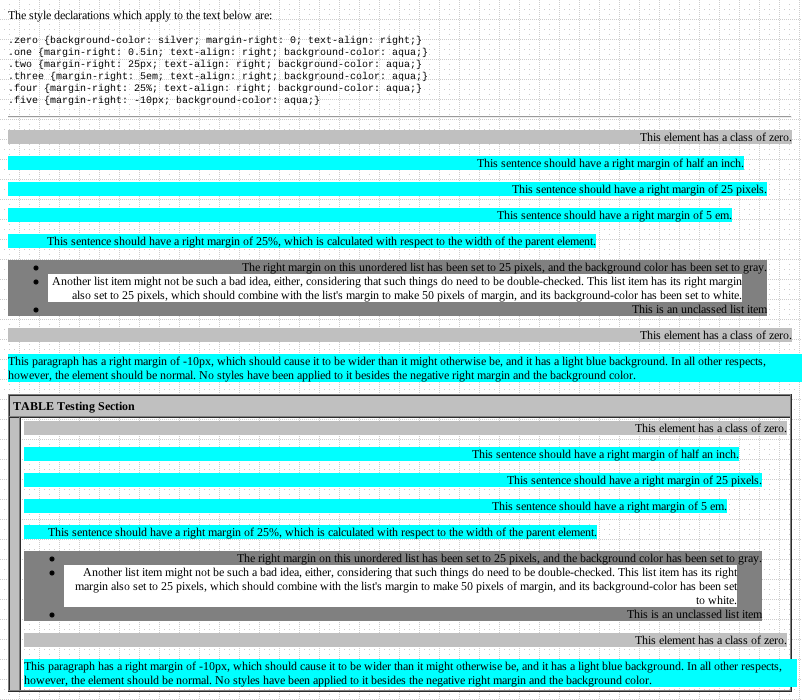 The style declarations which apply to the text below are:
.zero {background-color: silver; margin-right: 0; text-align: right;}
.one {margin-right: 0.5in; text-align: right; background-color: aqua;}
.two {margin-right: 25px; text-align: right; background-color: aqua;}
.three {margin-right: 5em; text-align: right; background-color: aqua;}
.four {margin-right: 25%; text-align: right; background-color: aqua;}
.five {margin-right: -10px; background-color: aqua;}
This element has a class of zero.
This sentence should have a right margin of half an inch.
This sentence should have a right margin of 25 pixels.
This sentence should have a right margin of 5 em.
This sentence should have a right margin of 25%, which is calculated with respect to the width of the parent element.
The right margin on this unordered list has been set to 25 pixels, and the background color has been set to gray.
Another list item might not be such a bad idea, either, considering that such things do need to be double-checked. This list item has its right margin
also set to 25 pixels, which should combine with the list's margin to make 50 pixels of margin, and its background-color has been set to white.
This is an unclassed list item
This element has a class of zero.
This paragraph has a right margin of -10px, which should cause it to be wider than it might otherwise be, and it has a light blue background. In all other respects,
however, the element should be normal. No styles have been applied to it besides the negative right margin and the background color.
TABLE Testing Section
This element has a class of zero.
This sentence should have a right margin of half an inch.
This sentence should have a right margin of 25 pixels.
This sentence should have a right margin of 5 em.
This sentence should have a right margin of 25%, which is calculated with respect to the width of the parent element.
The right margin on this unordered list has been set to 25 pixels, and the background color has been set to gray.
Another list item might not be such a bad idea, either, considering that such things do need to be double-checked. This list item has its right
margin also set to 25 pixels, which should combine with the list's margin to make 50 pixels of margin, and its background-color has been set
to white.
This is an unclassed list item
This element has a class of zero.
This paragraph has a right margin of -10px, which should cause it to be wider than it might otherwise be, and it has a light blue background. In all other respects,
however, the element should be normal. No styles have been applied to it besides the negative right margin and the background color.